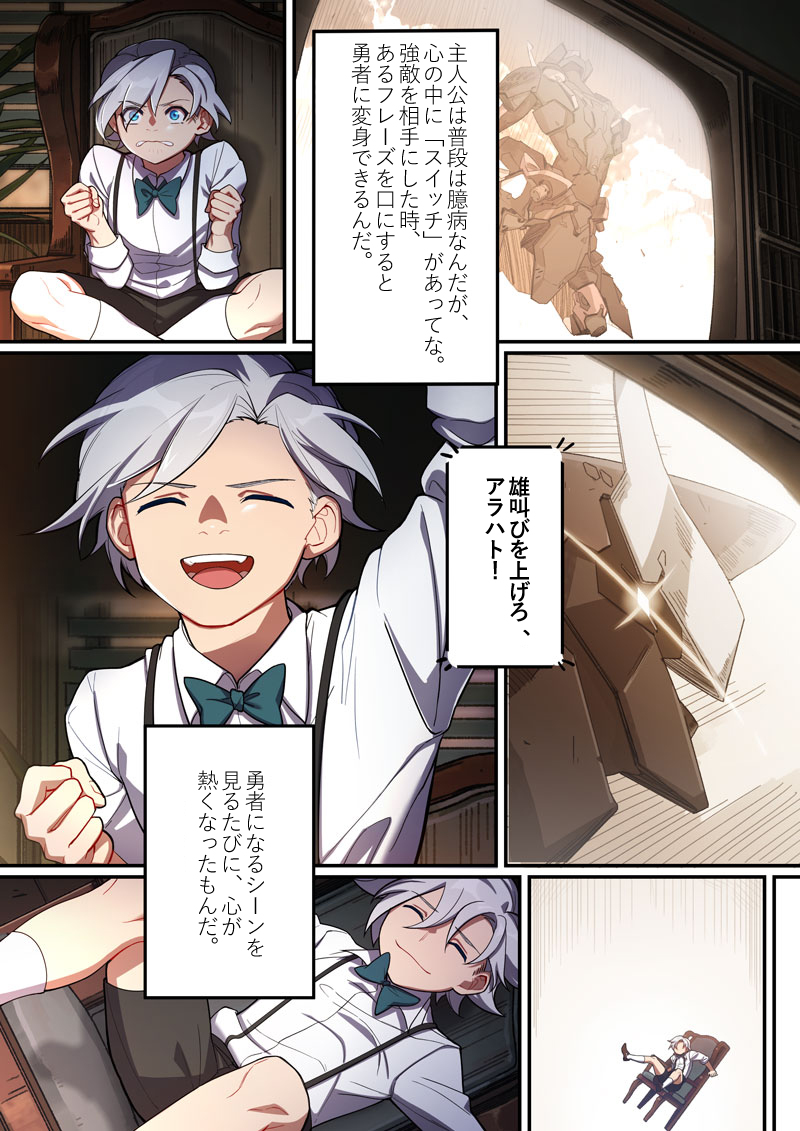 主人公は普段は臆病なんだが、
心の中に「スイッチ」があってな。
強敵を相手にした時、
あるフレーズを口にすると
勇者に変身できるんだ。
雄叫びを上げろ、
アラハト！
勇者になるシーンを
見るたびに、心が
熱くなったもんだ。